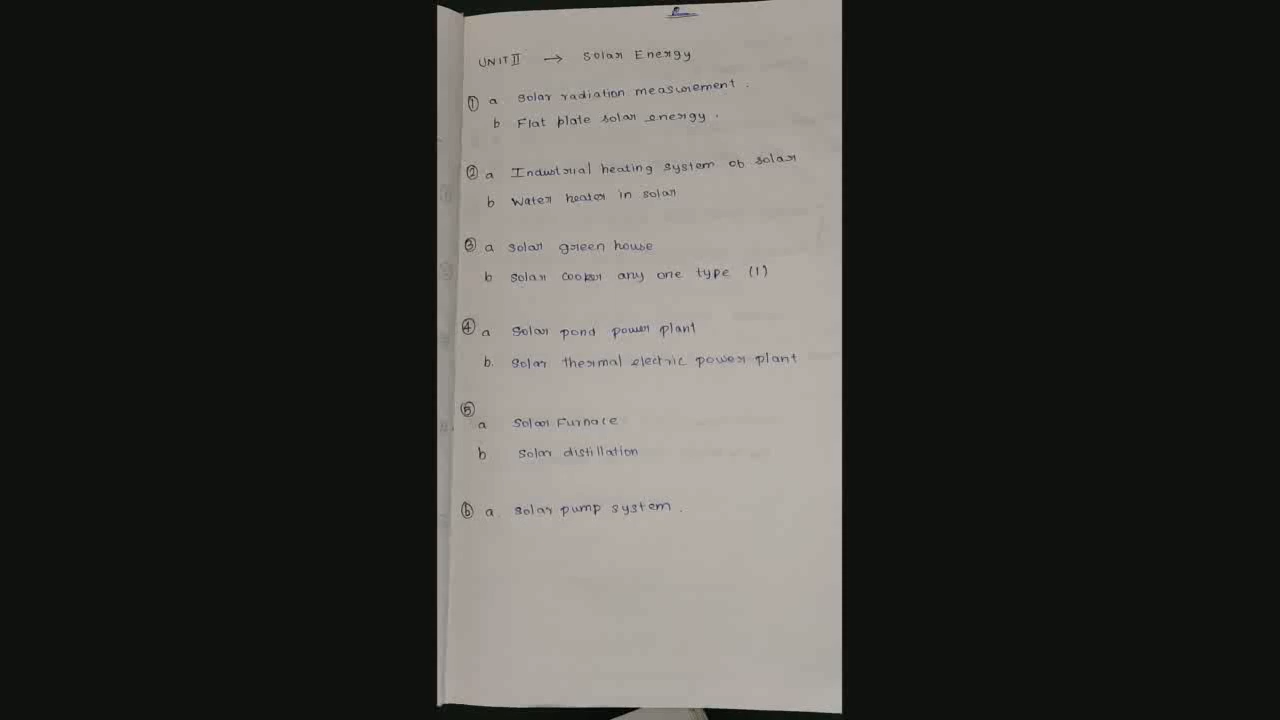 UNIT II → Solar Energy
① a Solar radiation measurement.
b Flat plate solar energy.
② a Industrial heating system of solar
b Water heater in solar
③ a solar green house
b solar cooker any one type (1)
④ a solar pond power plant
b. Solar thermal electric power plant
⑤
a Solar Furnace
b Solar distillation
⑥ a. Solar pump system.